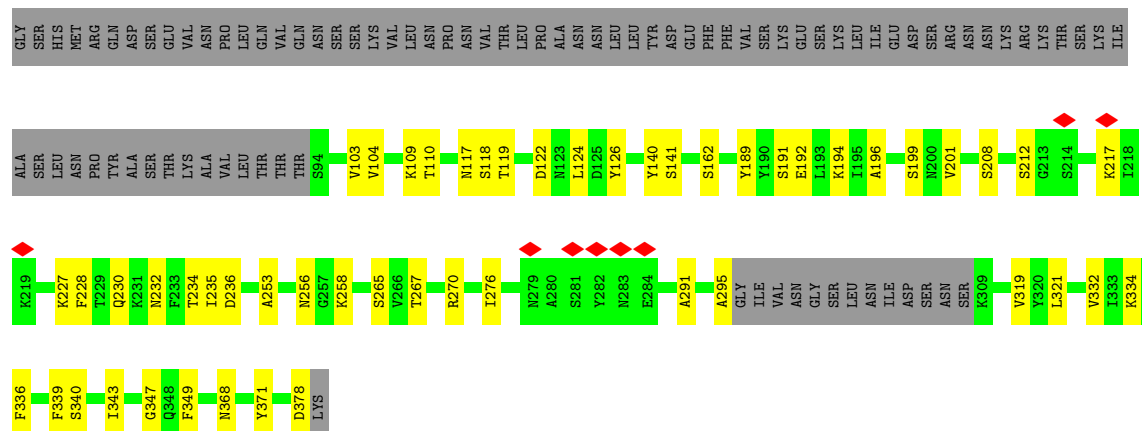 GLY SER HIS MET ARG GLN ASP SER GLU VAL ASN PRO LEU GLN VAL GLN ASN SER SER LYS VAL LEU ASN PRO ASN VAL THR LEU PRO ALA ASN ASN LEU LEU TYR ASP GLU PHE PHE VAL SER LYS GLU SER LYS LEU ILE GLU ASP SER ARG ASN ASN LYS ARG LYS THR SER LYS ILE
ALA SER LEU ASN PRO TYR ALA SER THR LYS ALA VAL LEU THR THR THR S94 V103 V104 K109 T110 N117 S118 T119 D122 N123 L124 D125 Y126 Y140 S141 S162 Y189 Y190 S191 E192 L193 K194 I195 A196 S199 N200 V201 S208 S212 G213 S214 K217 I218
K219 K227 F228 T229 Q230 K231 N232 F233 T234 I235 D236 A253 N256 G257 K258 S265 V266 T267 R270 I276 N279 A280 S281 Y282 N283 E284 A291 A295 GLY ILE VAL ASN GLY SER LEU ASN ILE ASP SER ASN SER K309 V319 Y320 L321 V332 I333 K334
F336 F339 S340 I343 G347 Q348 F349 N368 Y371 D378 LYS